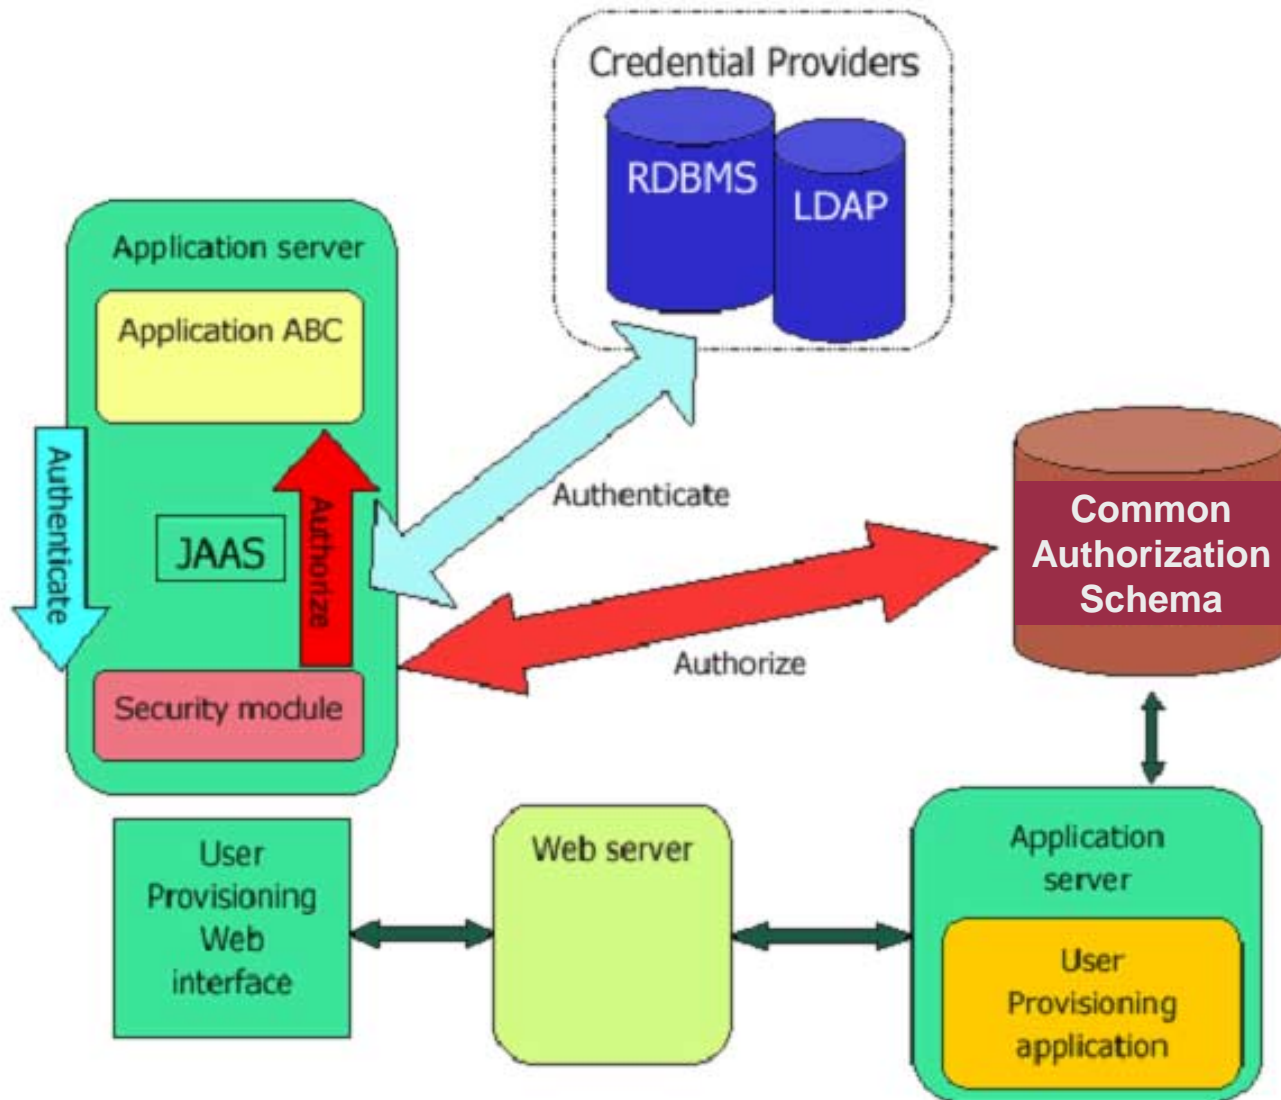 Credential Providers
RDBMS
LDAP
Application server
Application ABC
Authenticate
JAAS
Authorize
Security module
Authenticate
Authorize
Common
Authorization
Schema
User
Provisioning
Web
interface
Web server
Application
server
User
Provisioning
application